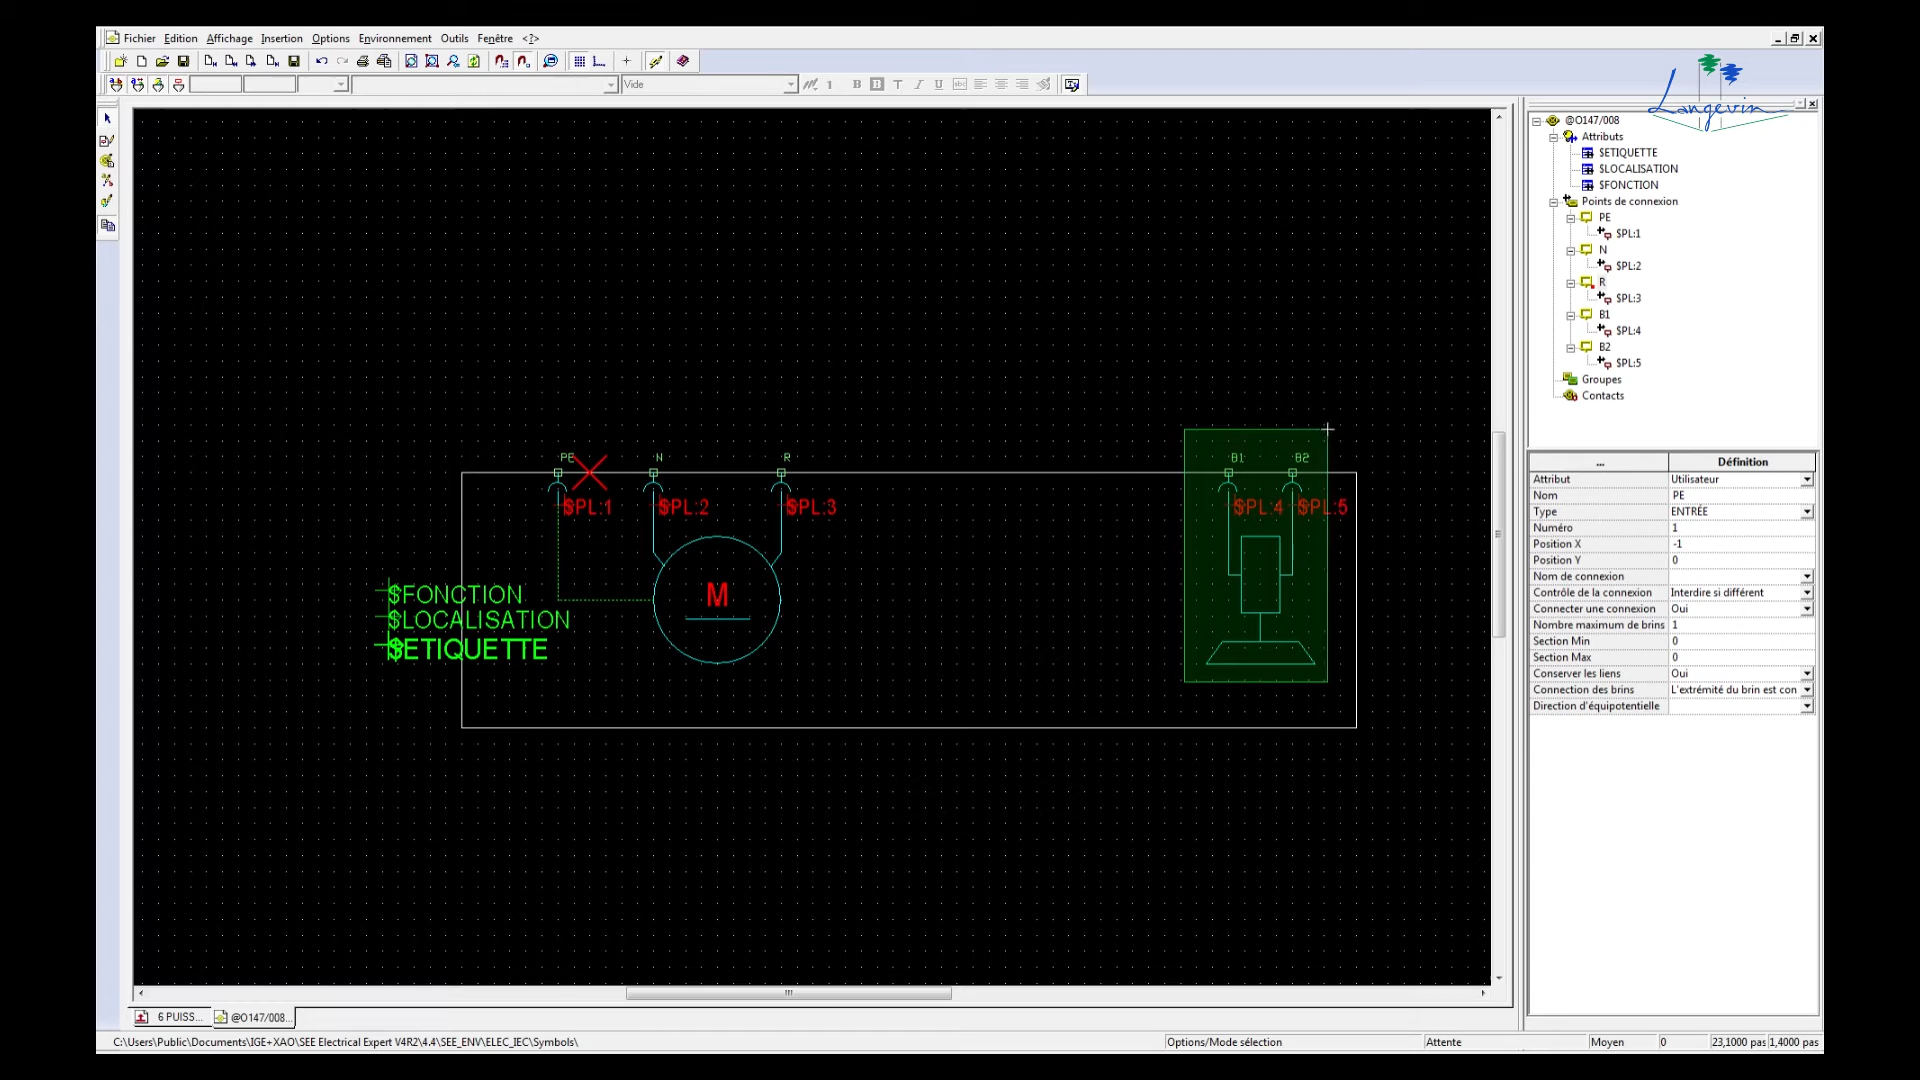 Fichier Edition Affichage Insertion Options Environnement Outils Fenêtre <?>
Vide
1 B B T I U abc
Langevin
@O147/008
Attributs
$ETIQUETTE
$LOCALISATION
$FONCTION
Points de connexion
PE
$PL:1
N
$PL:2
R
$PL:3
B1
$PL:4
B2
$PL:5
Groupes
Contacts
PE N R B1 B2
$PL:1 $PL:2 $PL:3 $PL:4 $PL:5
M
$FONCTION
$LOCALISATION
$ETIQUETTE
... Définition
Attribut Utilisateur
Nom PE
Type ENTRÉE
Numéro 1
Position X -1
Position Y 0
Nom de connexion
Contrôle de la connexion Interdire si différent
Connecter une connexion Oui
Nombre maximum de brins 1
Section Min 0
Section Max 0
Conserver les liens Oui
Connection des brins L'extrémité du brin est con
Direction d'équipotentielle
6 PUISS... @O147/008...
C:\Users\Public\Documents\IGE+XAO\SEE Electrical Expert V4R2\4.4\SEE_ENV\ELEC_IEC\Symbols\ Options/Mode sélection Attente Moyen 0 23,1000 pas 1,4000 pas